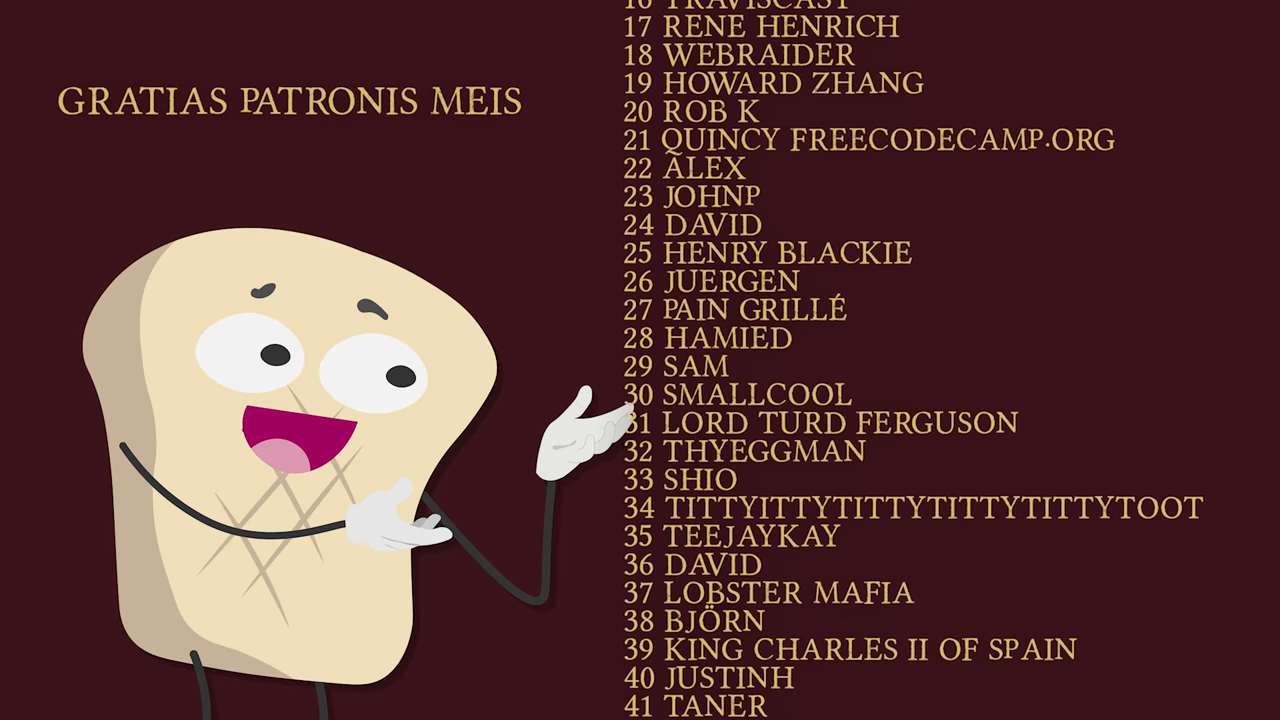 GRATIAS PATRONIS MEIS
16 TRAVISCAST
17 RENE HENRICH
18 WEBRAIDER
19 HOWARD ZHANG
20 ROB K
21 QUINCY FREECODECAMP.ORG
22 ALEX
23 JOHNP
24 DAVID
25 HENRY BLACKIE
26 JUERGEN
27 PAIN GRILLÉ
28 HAMIED
29 SAM
30 SMALLCOOL
31 LORD TURD FERGUSON
32 THYEGGMAN
33 SHIO
34 TITTYITTYTITTYTITTYTITTYTOOT
35 TEEJAYKAY
36 DAVID
37 LOBSTER MAFIA
38 BJÖRN
39 KING CHARLES II OF SPAIN
40 JUSTINH
41 TANER